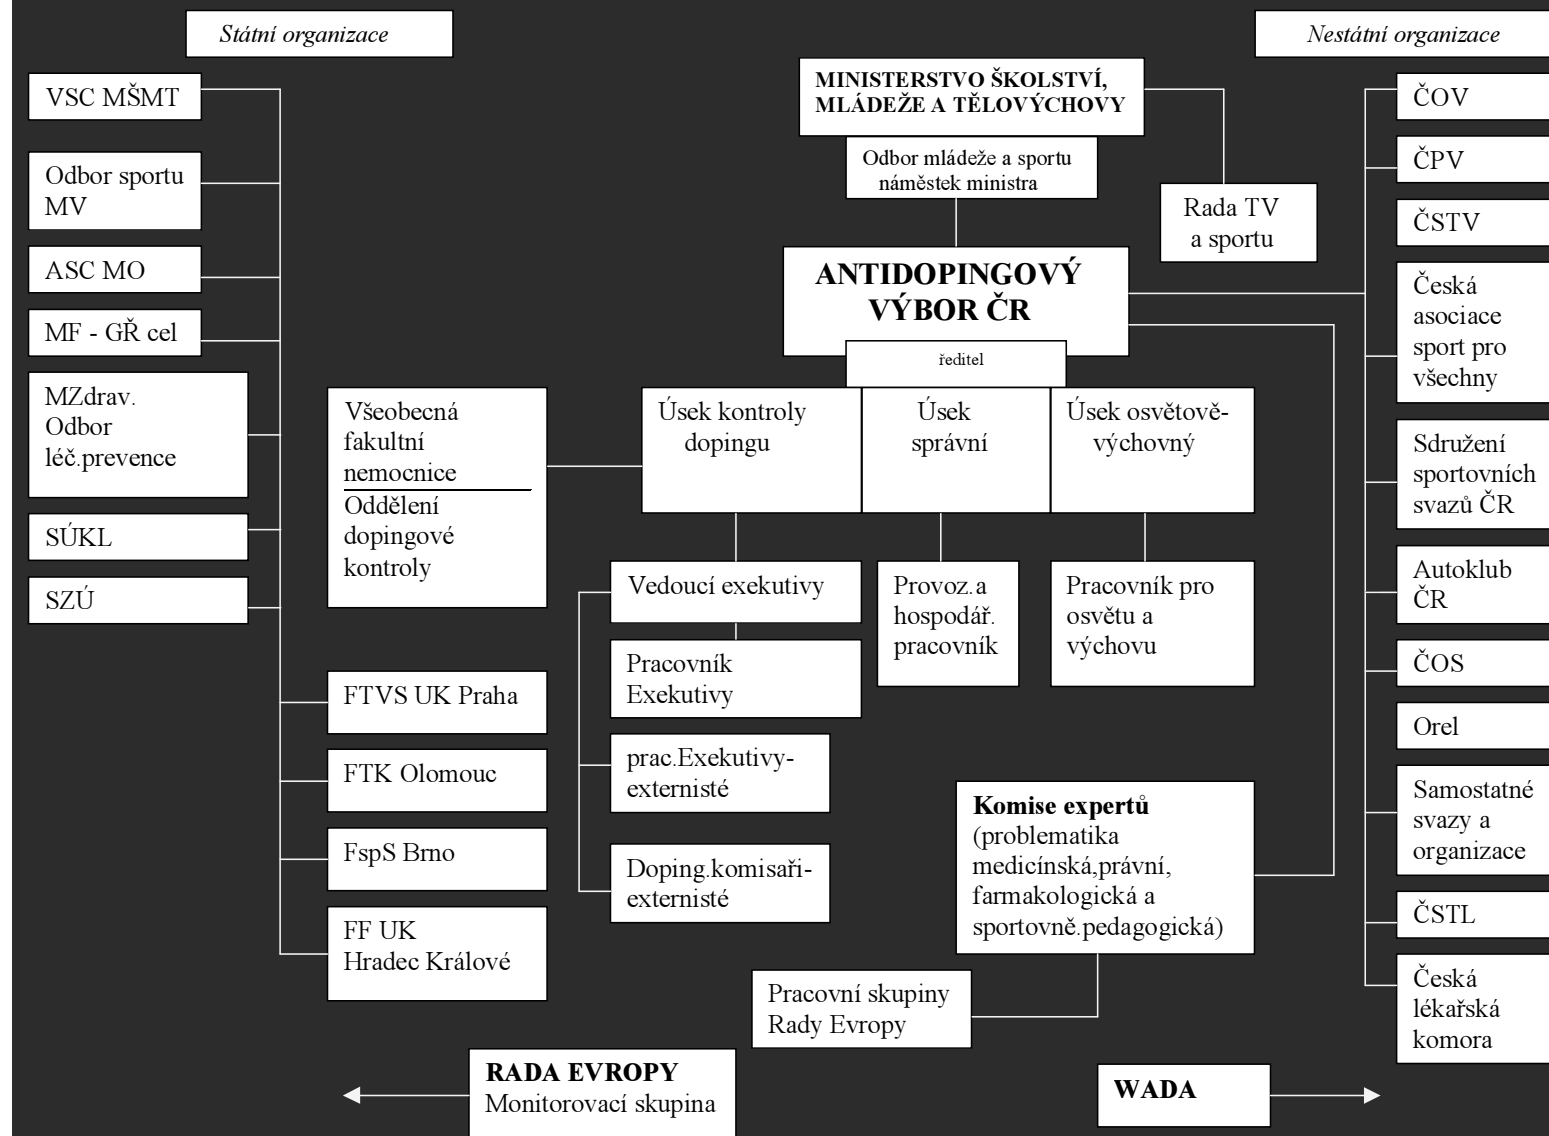 Státní organizace
Nestátní organizace
VSC MŠMT
Odbor sportu
MV
ASC MO
MF - GŘ cel
MZdrav.
Odbor
léč.prevence
SÚKL
SZÚ
MINISTERSTVO ŠKOLSTVÍ,
MLÁDEŽE A TĚLOVÝCHOVY
Odbor mládeže a sportu
náměstek ministra
Rada TV
a sportu
ANTIDOPINGOVÝ
VÝBOR ČR
ředitel
Všeobecná
fakultní
nemocnice
Oddělení
dopingové
kontroly
Úsek kontroly
dopingu
Úsek
správní
Úsek osvětově-
výchovný
Vedoucí exekutivy
Pracovník
Exekutivy
prac.Exekutivy-
externisté
Doping.komisaři-
externisté
Provoz.a
hospodář.
pracovník
Pracovník pro
osvětu a
výchovu
FTVS UK Praha
FTK Olomouc
FspS Brno
FF UK
Hradec Králové
Komise expertů
(problematika
medicínská,právní,
farmakologická a
sportovně.pedagogická)
Pracovní skupiny
Rady Evropy
ČOV
ČPV
ČSTV
Česká
asociace
sport pro
všechny
Sdružení
sportovních
svazů ČR
Autoklub
ČR
ČOS
Orel
Samostatné
svazy a
organizace
ČSTL
Česká
lékařská
komora
RADA EVROPY
Monitorovací skupina
WADA